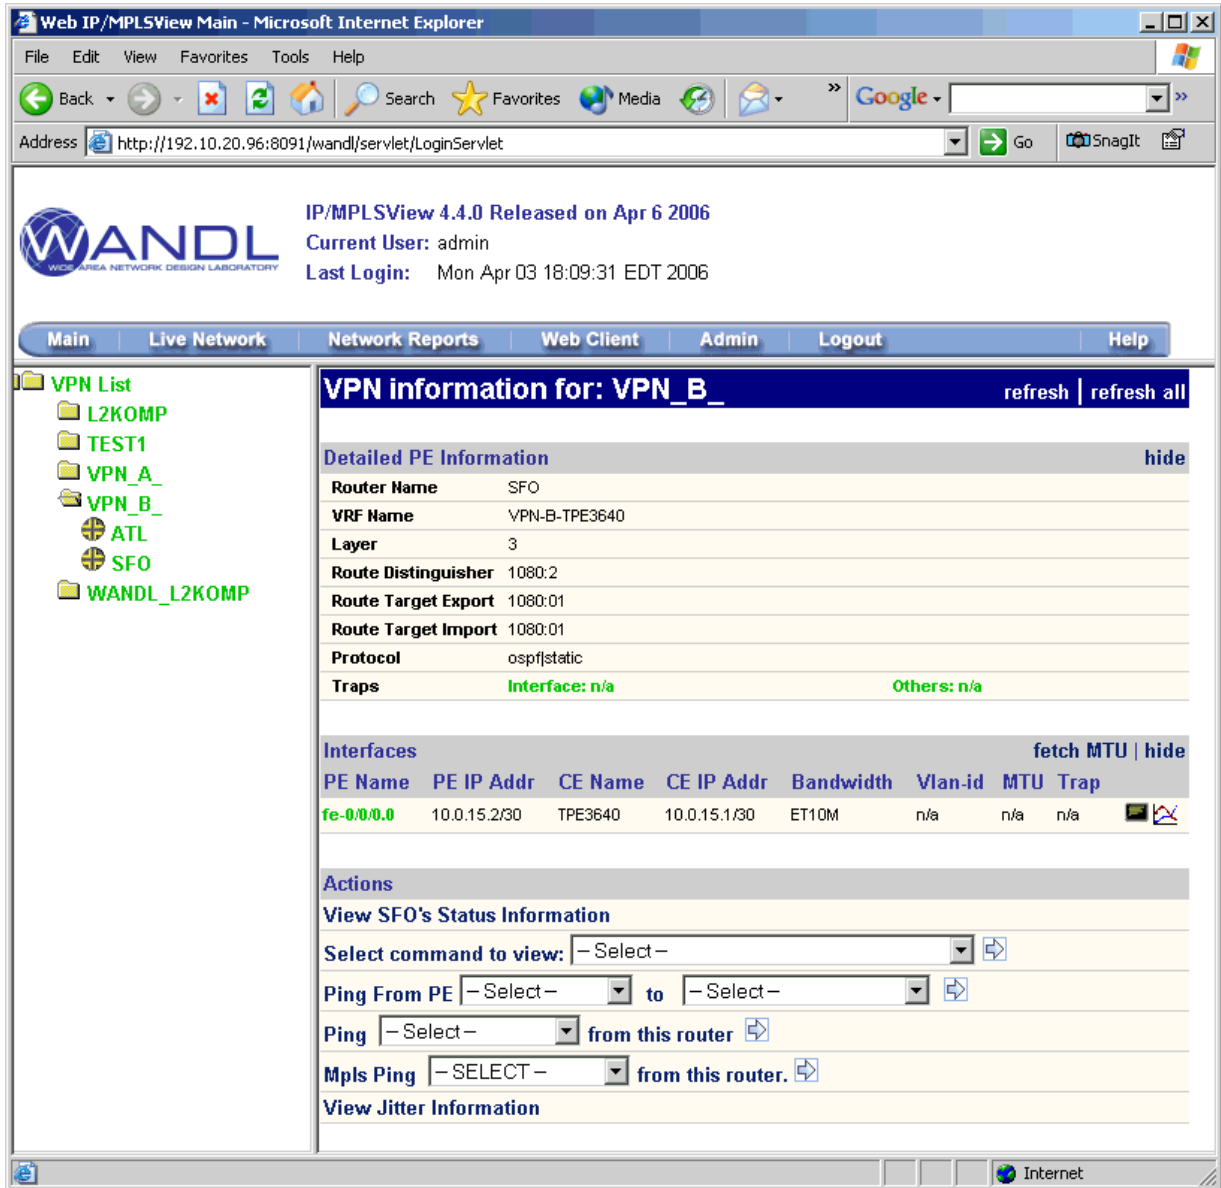 Web IP/MPLSView Main - Microsoft Internet Explorer
File Edit View Favorites Tools Help
Back Search Favorites Media » Google »
Address http://192.10.20.96:8091/wandl/servlet/LoginServlet Go SnagIt
WANDL
WIDE AREA NETWORK DESIGN LABORATORY
IP/MPLSView 4.4.0 Released on Apr 6 2006
Current User: admin
Last Login: Mon Apr 03 18:09:31 EDT 2006
Main Live Network Network Reports Web Client Admin Logout Help
VPN List
L2KOMP
TEST1
VPN_A_
VPN_B_
ATL
SFO
WANDL_L2KOMP
VPN information for: VPN_B_ refresh | refresh all
Detailed PE Information hide
Router Name SFO
VRF Name VPN-B-TPE3640
Layer 3
Route Distinguisher 1080:2
Route Target Export 1080:01
Route Target Import 1080:01
Protocol ospf|static
Traps Interface: n/a Others: n/a
Interfaces fetch MTU | hide
PE Name PE IP Addr CE Name CE IP Addr Bandwidth Vlan-id MTU Trap
fe-0/0/0.0 10.0.15.2/30 TPE3640 10.0.15.1/30 ET10M n/a n/a n/a
Actions
View SFO's Status Information
Select command to view: -- Select --
Ping From PE -- Select -- to -- Select --
Ping -- Select -- from this router
Mpls Ping -- SELECT -- from this router.
View Jitter Information
Internet